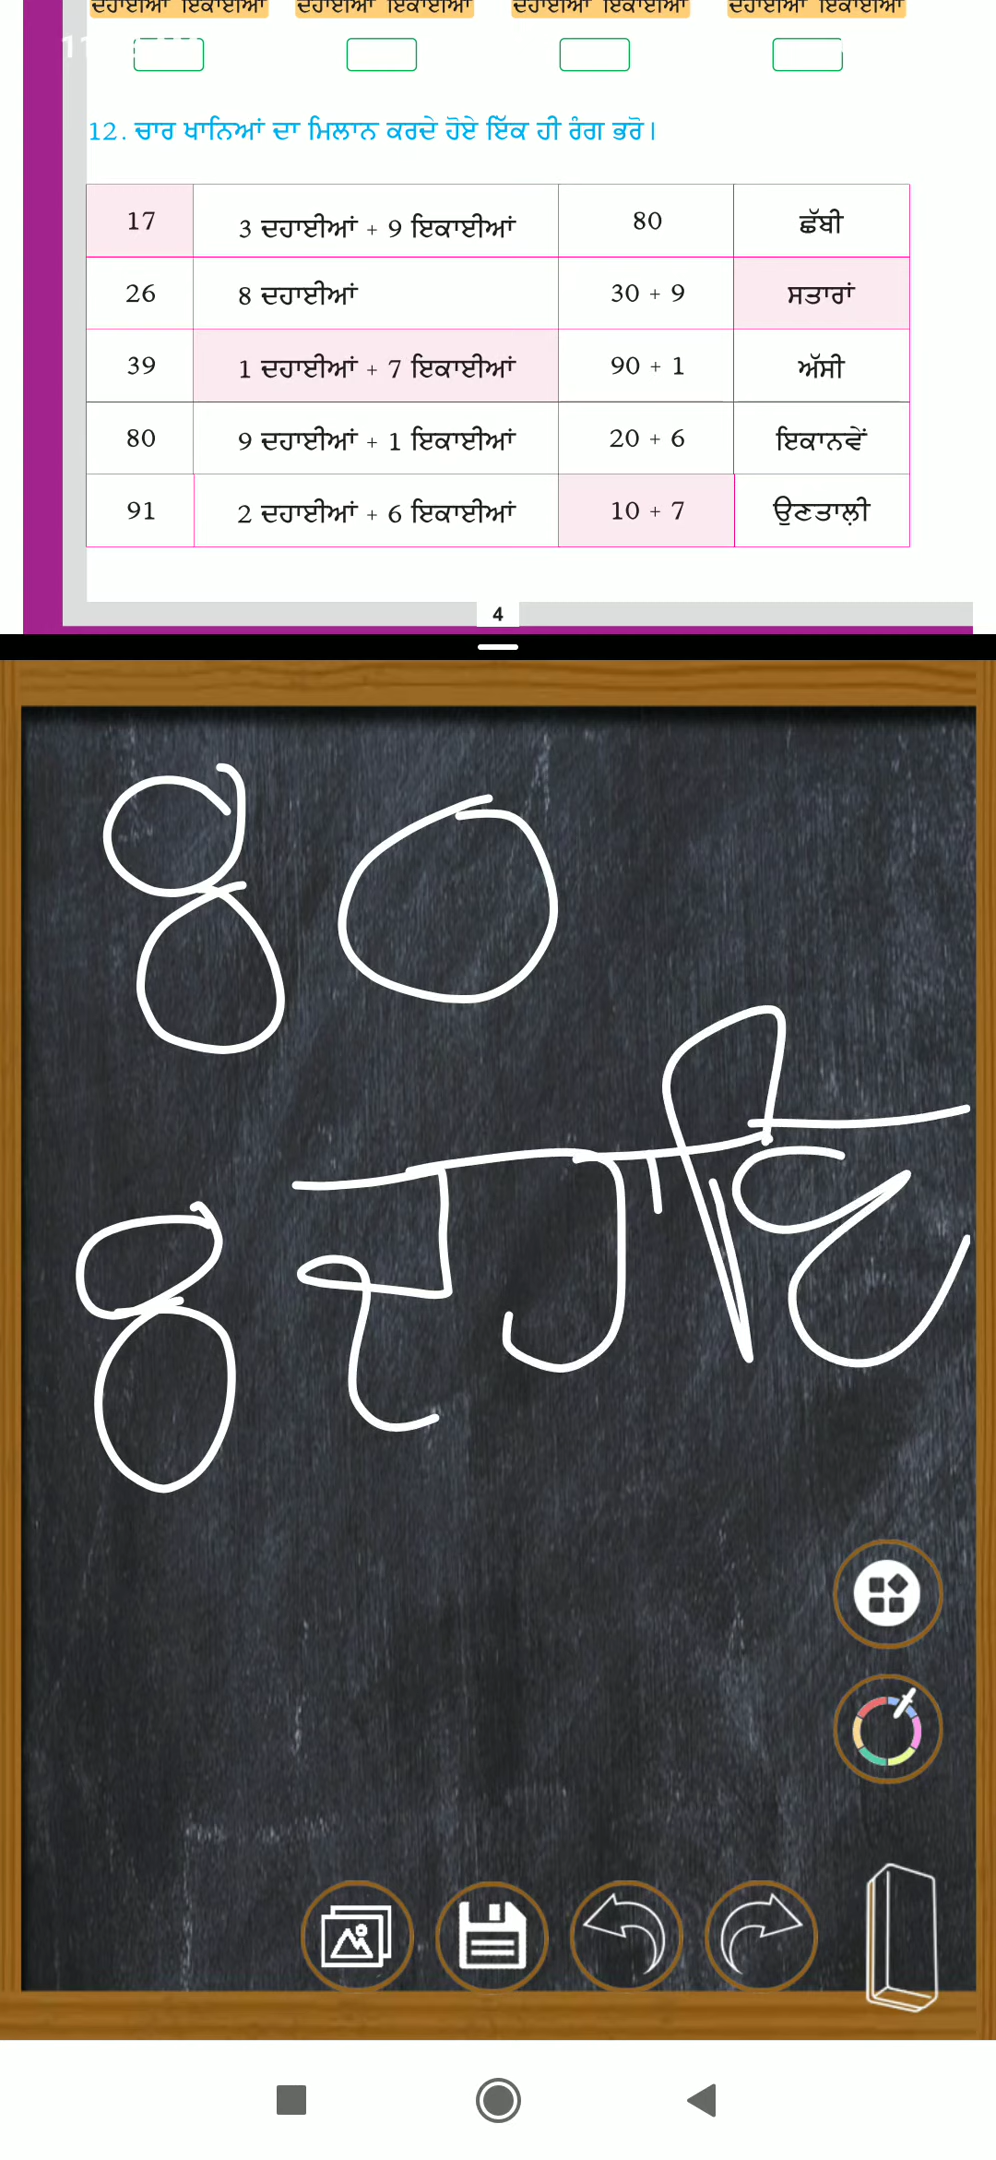 ਦਹਾਈਆਂ ਇਕਾਈਆਂ ਦਹਾਈਆਂ ਇਕਾਈਆਂ ਦਹਾਈਆਂ ਇਕਾਈਆਂ ਦਹਾਈਆਂ ਇਕਾਈਆਂ
12. ਚਾਰ ਖਾਨਿਆਂ ਦਾ ਮਿਲਾਨ ਕਰਦੇ ਹੋਏ ਇੱਕ ਹੀ ਰੰਗ ਭਰੋ।
17 3 ਦਹਾਈਆਂ + 9 ਇਕਾਈਆਂ 80 ਛੱਬੀ
26 8 ਦਹਾਈਆਂ 30 + 9 ਸਤਾਰਾਂ
39 1 ਦਹਾਈਆਂ + 7 ਇਕਾਈਆਂ 90 + 1 ਅੱਸੀ
80 9 ਦਹਾਈਆਂ + 1 ਇਕਾਈਆਂ 20 + 6 ਇਕਾਨਵੇਂ
91 2 ਦਹਾਈਆਂ + 6 ਇਕਾਈਆਂ 10 + 7 ਉਣਤਾਲ਼ੀ
4
80
8 ਦਹਾਇ